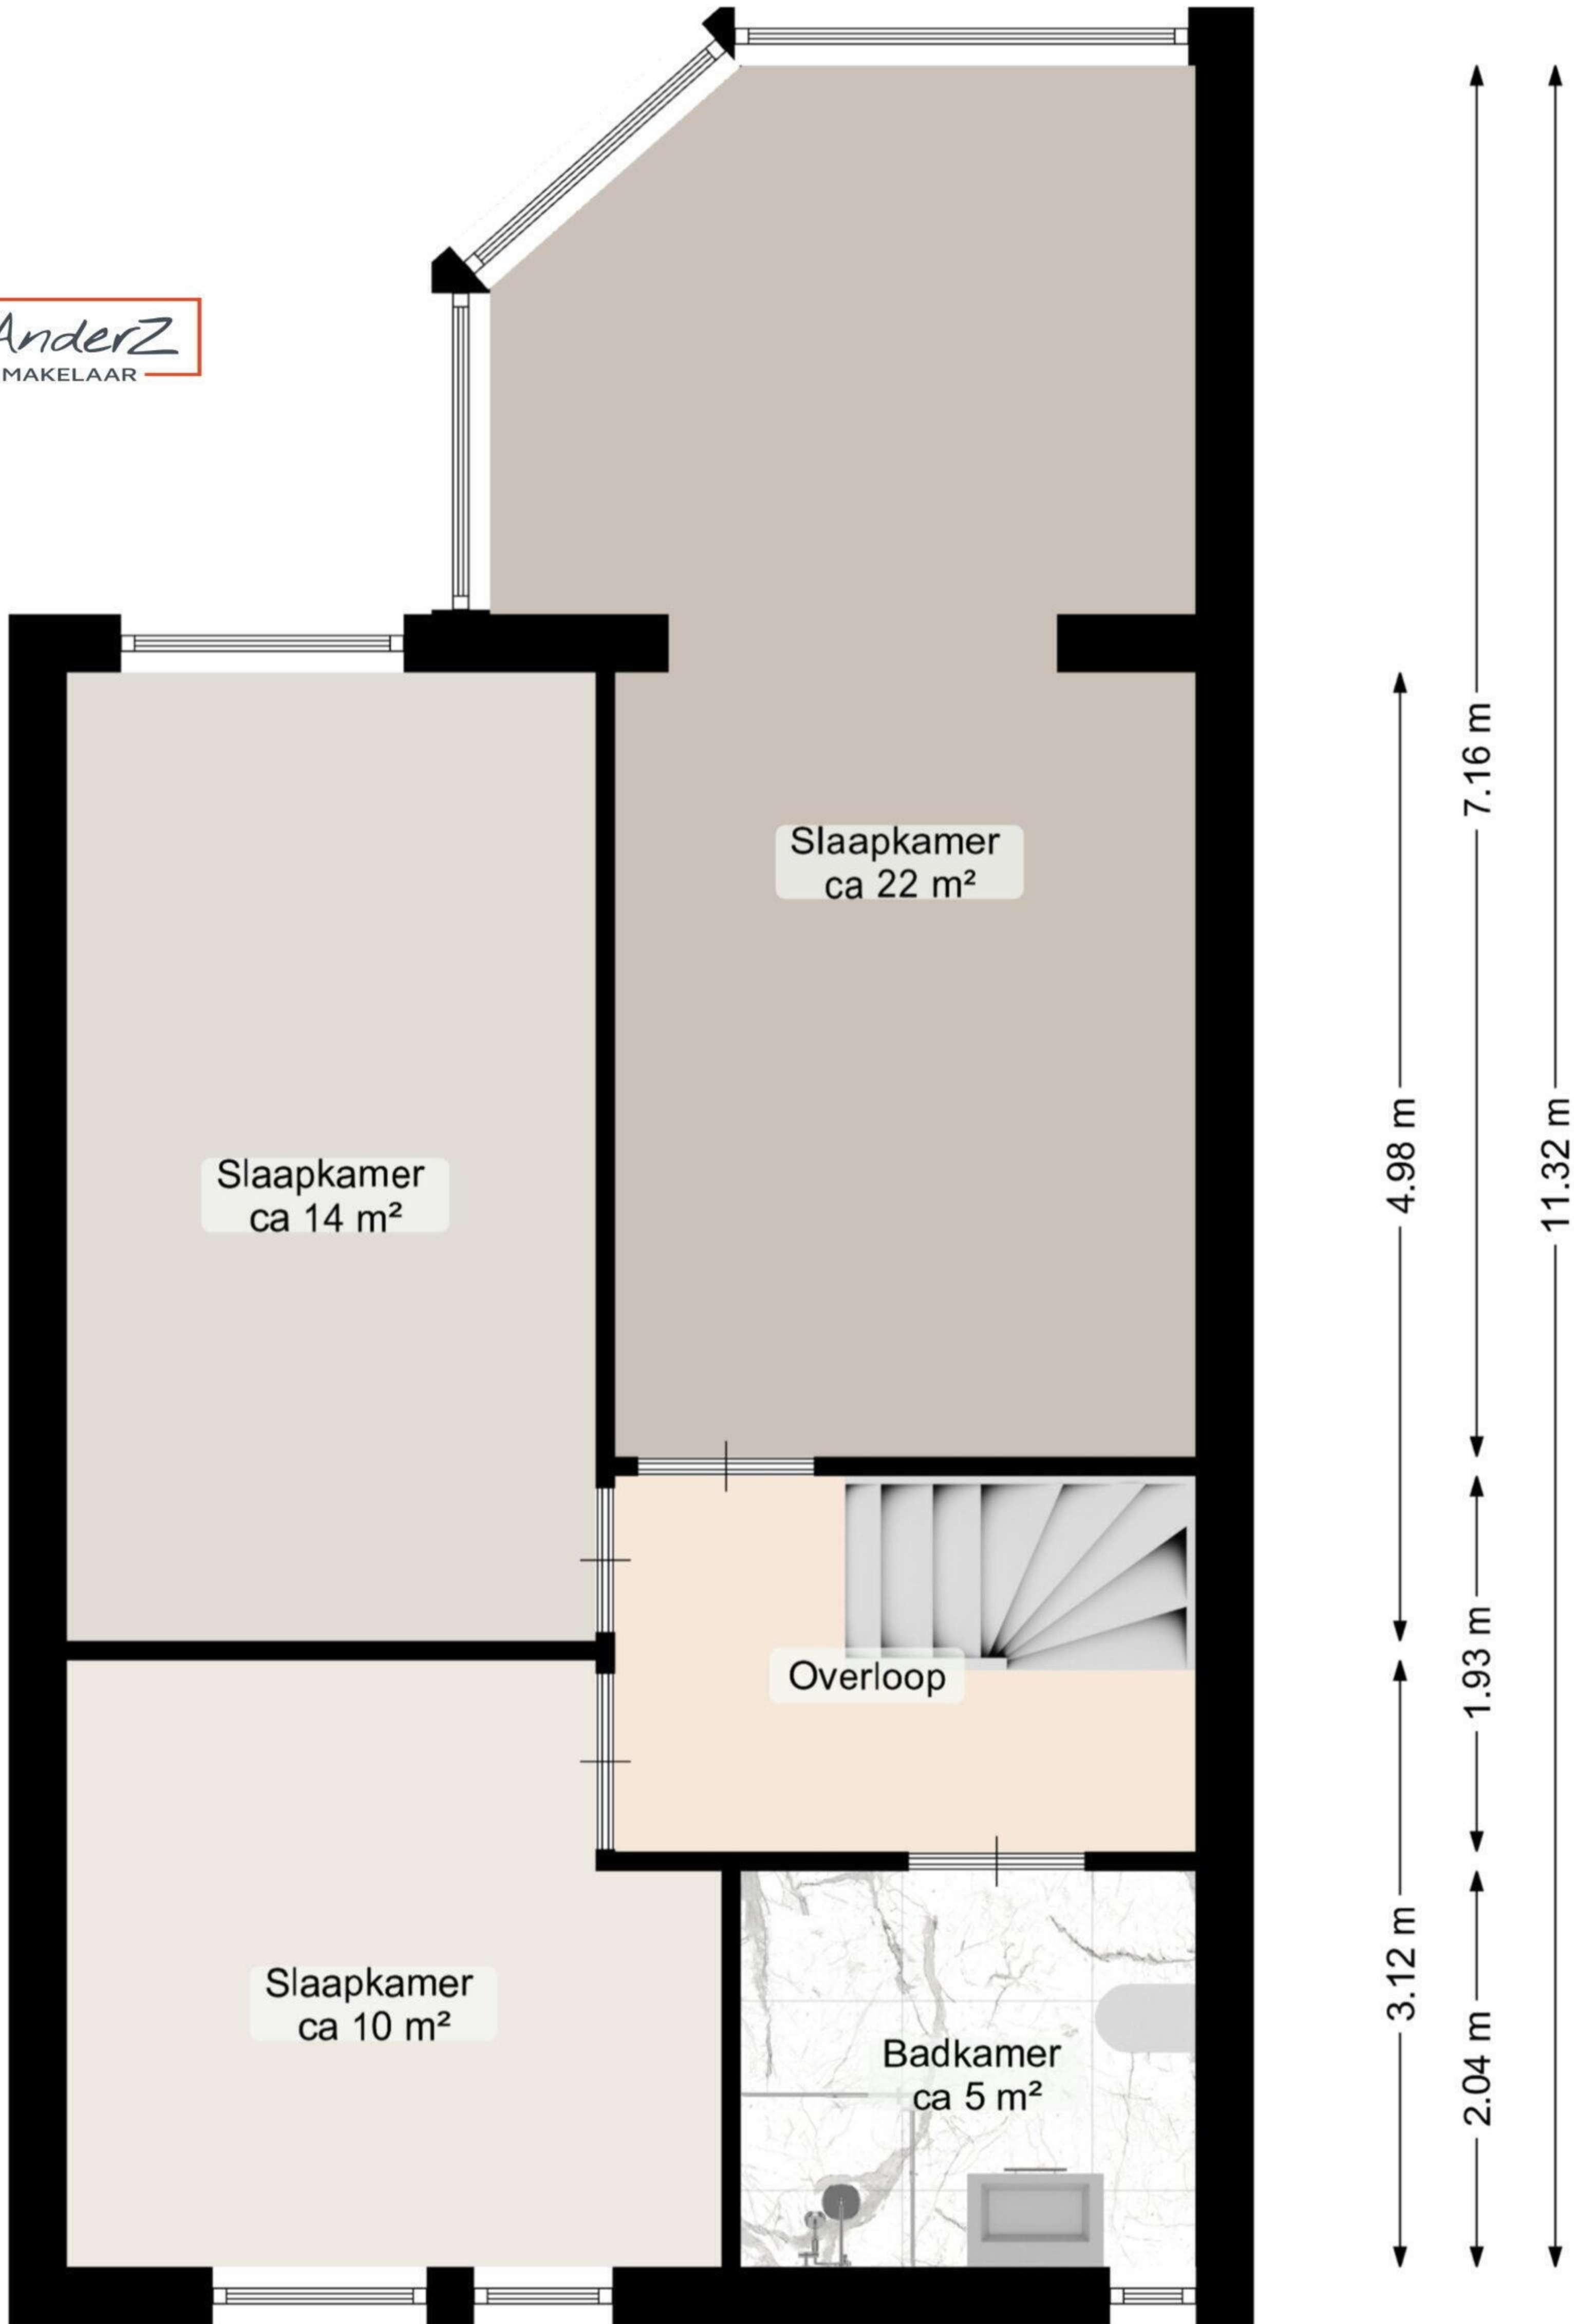 AnderZ
MAKELAAR
Slaapkamer
ca 22 m²
7.16 m
Slaapkamer
ca 14 m²
4.98 m
11.32 m
Overloop
1.93 m
Slaapkamer
ca 10 m²
3.12 m
Badkamer
ca 5 m²
2.04 m